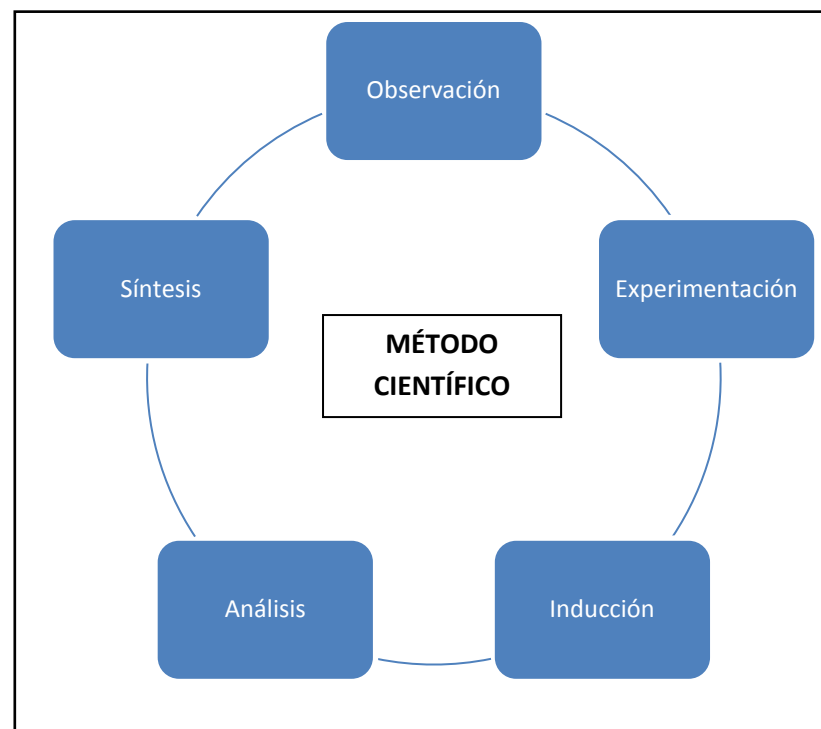 Observación
Experimentación
Inducción
Análisis
Síntesis
MÉTODO
CIENTÍFICO